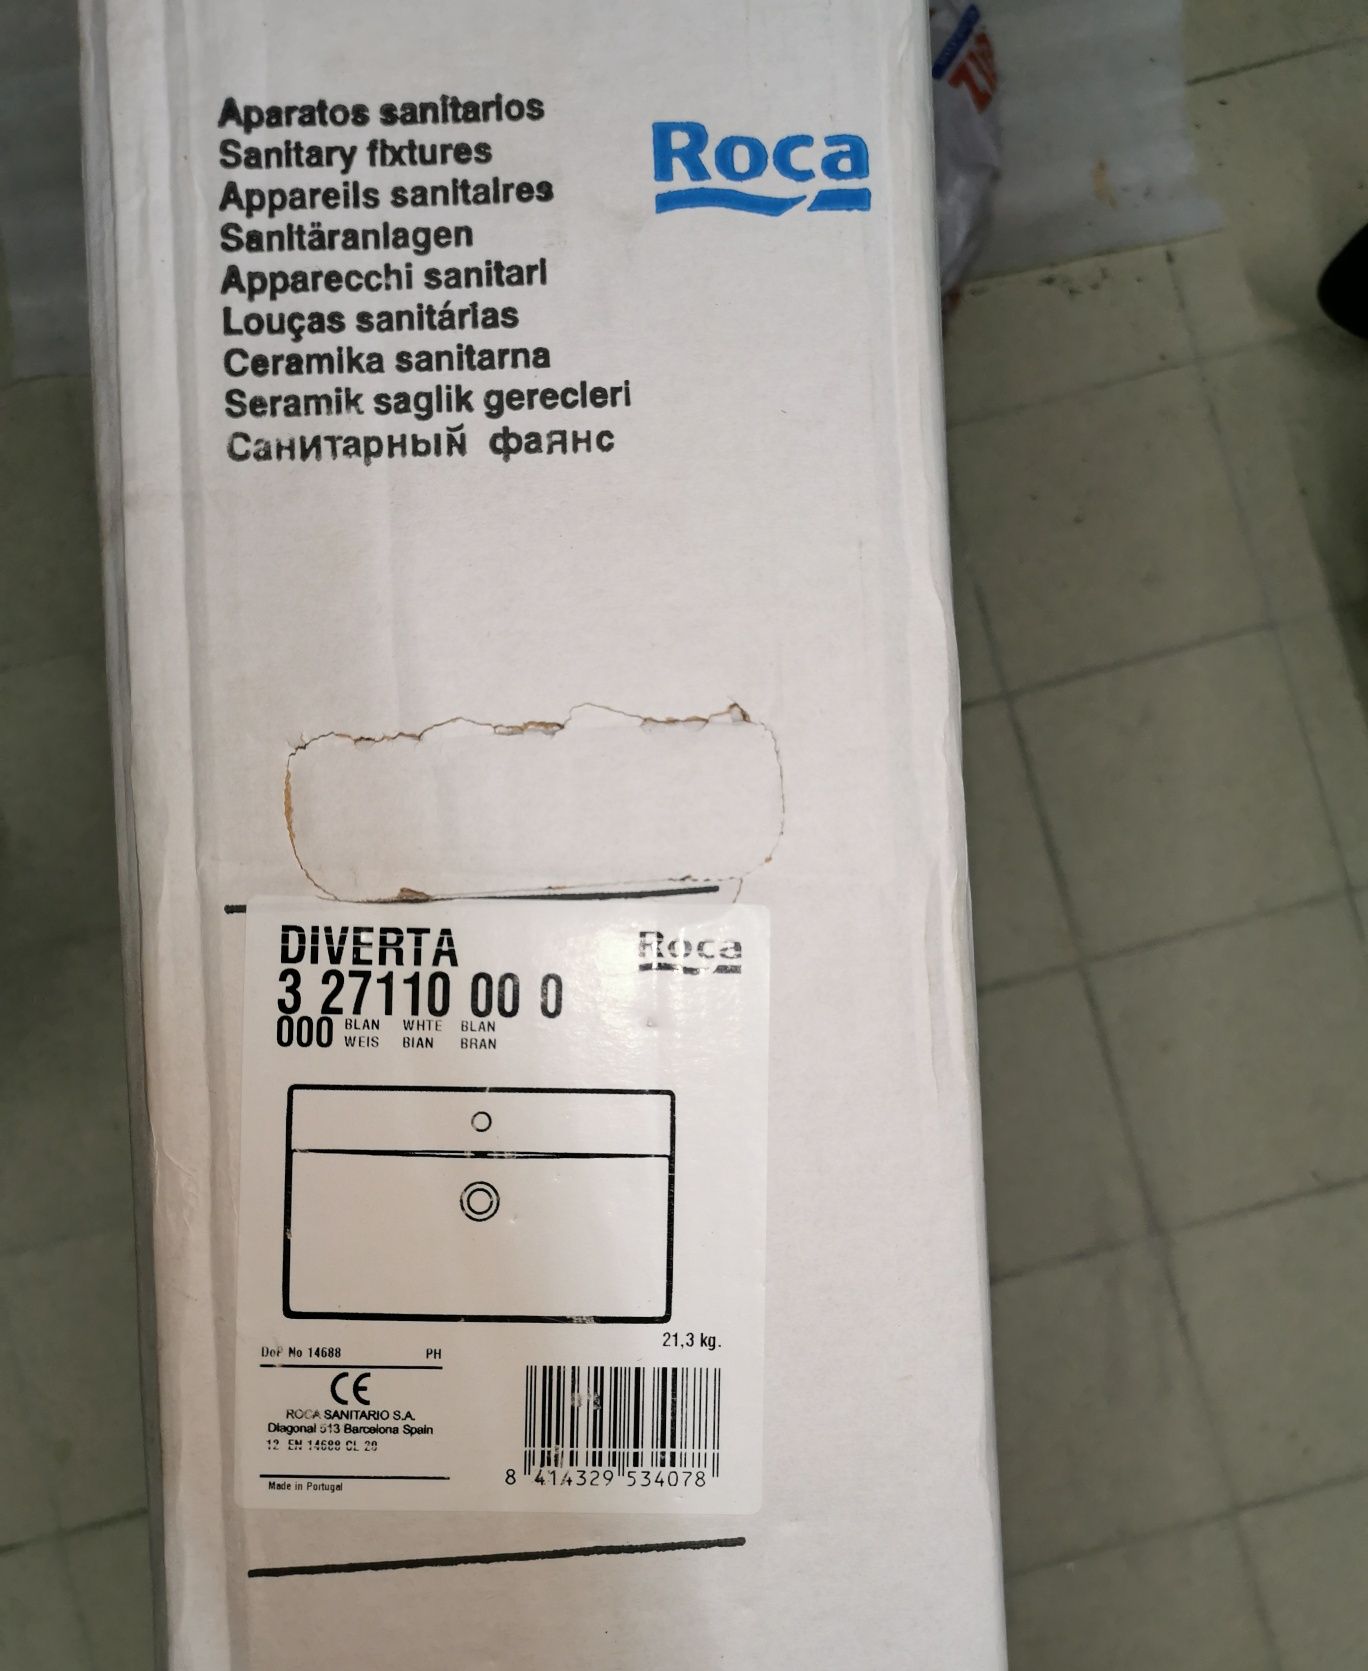 Aparatos sanitarios
Sanitary fixtures
Appareils sanitaires
Sanitäranlagen
Apparecchi sanitari
Louças sanitárias
Ceramika sanitarna
Seramik saglik gerecleri
Санитарный фаянс
Roca
DIVERTA
Roca
3 27110 00 0
000 BLAN WHTE BLAN
WEIS BIAN BRAN
21,3 kg.
DoP No 14688 PH
CE
ROCA SANITARIO S.A.
Diagonal 513 Barcelona Spain
12 EN 14688 CL 20
Made in Portugal
8 414329 534078